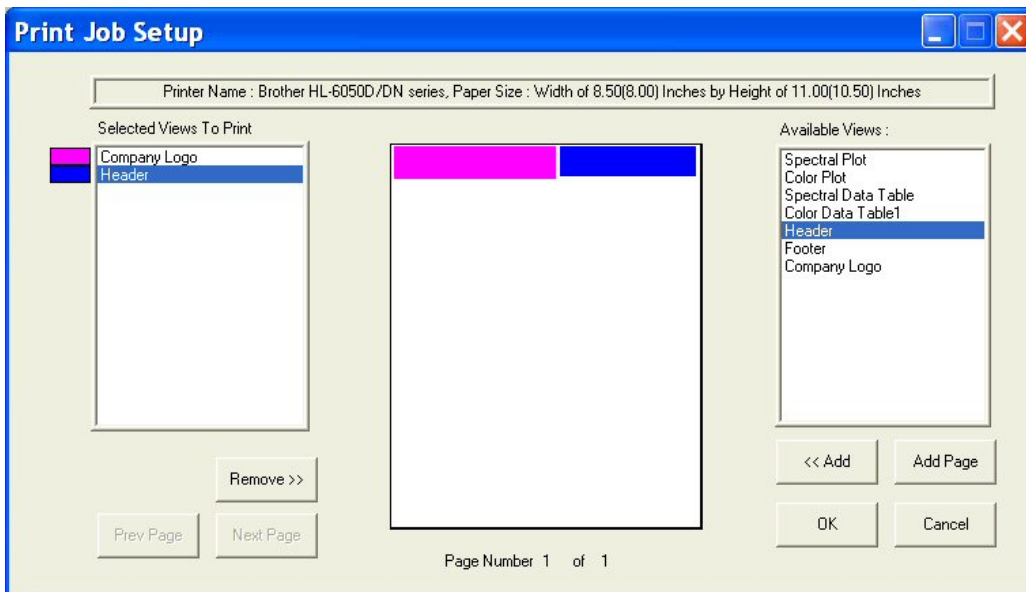 Print Job Setup
Printer Name : Brother HL-6050D/DN series, Paper Size : Width of 8.50(8.00) Inches by Height of 11.00(10.50) Inches
Selected Views To Print
Company Logo
Header
Available Views :
Spectral Plot
Color Plot
Spectral Data Table
Color Data Table1
Header
Footer
Company Logo
Remove >>
<< Add
Add Page
Prev Page
Next Page
OK
Cancel
Page Number 1 of 1